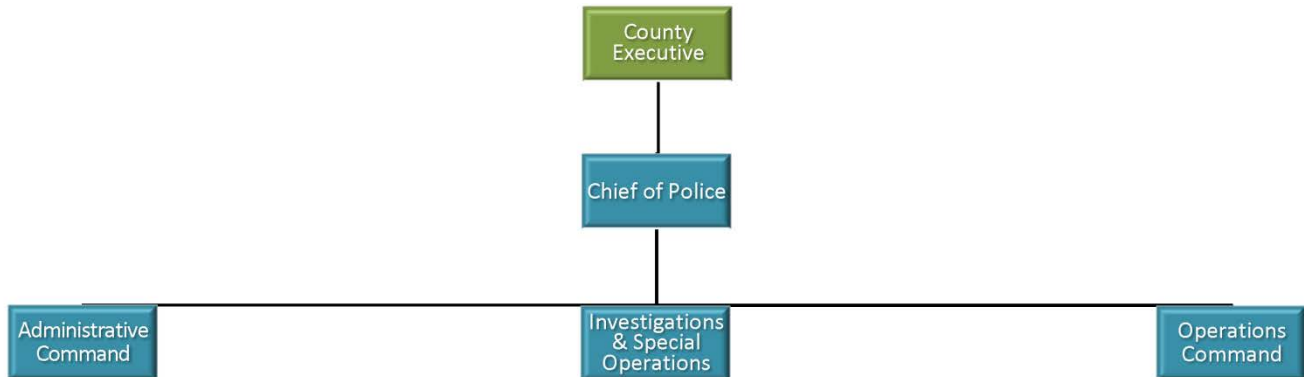 County
Executive
Chief of Police
Administrative
Command
Investigations
& Special
Operations
Operations
Command